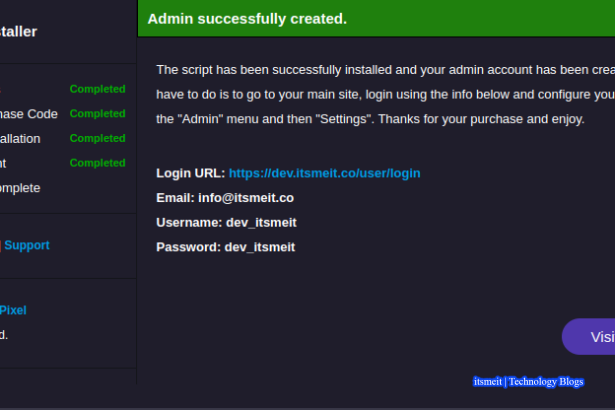 Admin successfully created.
taller
Completed
hase Code Completed
allation Completed
nt Completed
omplete
Support
Pixel
d.
The script has been successfully installed and your admin account has been crea
have to do is to go to your main site, login using the info below and configure you
the "Admin" menu and then "Settings". Thanks for your purchase and enjoy.
Login URL: https://dev.itsmeit.co/user/login
Email: info@itsmeit.co
Username: dev_itsmeit
Password: dev_itsmeit
Visi
itsmeit | Technology Blogs